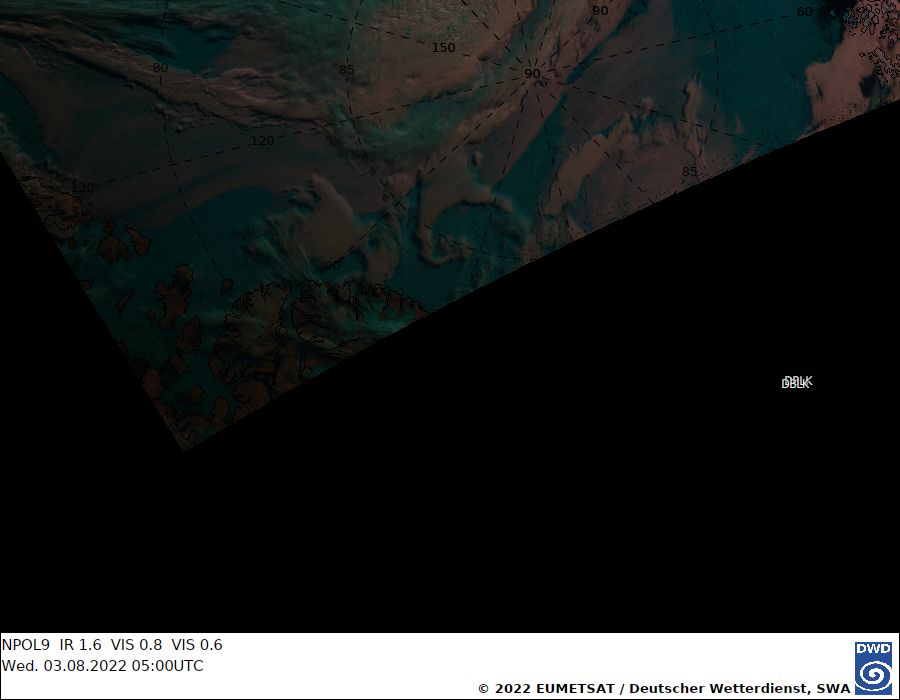 90
60
150
80
85
90
120
85
120
90
DBLK
NPOL9 IR 1.6 VIS 0.8 VIS 0.6
Wed. 03.08.2022 05:00UTC
DWD
© 2022 EUMETSAT / Deutscher Wetterdienst, SWA